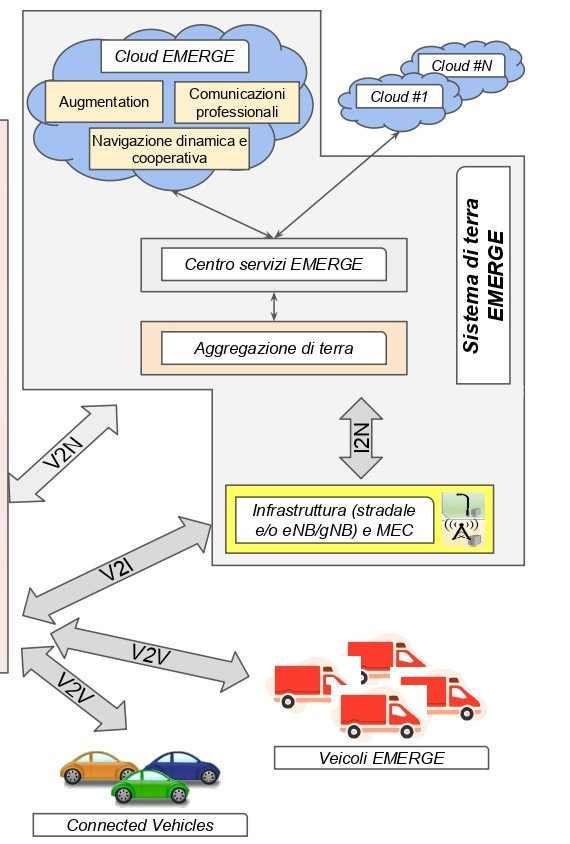 Cloud EMERGE
Augmentation
Comunicazioni
professionali
Navigazione dinamica e
cooperativa
Cloud #N
Cloud #1
Sistema di terra
EMERGE
Centro servizi EMERGE
Aggregazione di terra
V2N
I2N
Infrastruttura (stradale
e/o eNB/gNB) e MEC
V2I
V2V
V2V
Veicoli EMERGE
Connected Vehicles